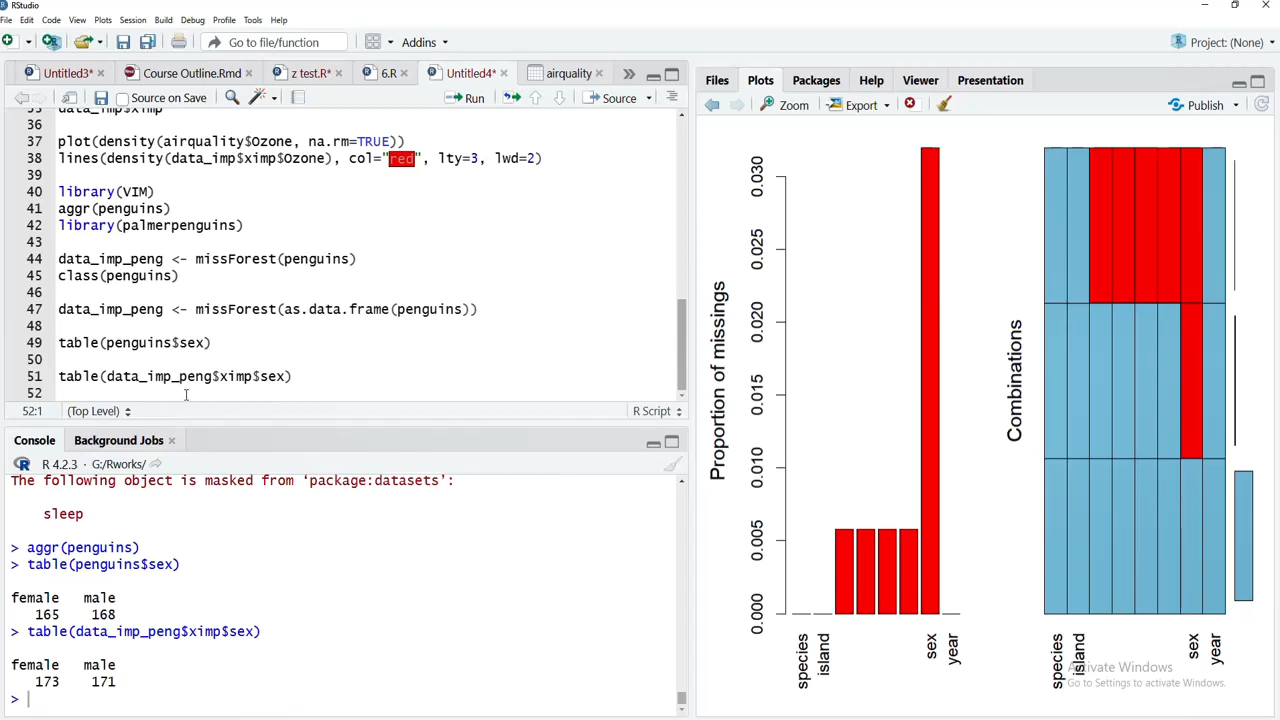 RStudio
File Edit Code View Plots Session Build Debug Profile Tools Help
Go to file/function Addins Project: (None)
Untitled3* Course Outline.Rmd z test.R* 6.R Untitled4* airquality
Source on Save Run Source
35 data_imp$ximp
36
37 plot(density(airquality$Ozone, na.rm=TRUE))
38 lines(density(data_imp$ximp$Ozone), col="red", lty=3, lwd=2)
39
40 library(VIM)
41 aggr(penguins)
42 library(palmerpenguins)
43
44 data_imp_peng <- missForest(penguins)
45 class(penguins)
46
47 data_imp_peng <- missForest(as.data.frame(penguins))
48
49 table(penguins$sex)
50
51 table(data_imp_peng$ximp$sex)
52
52:1 (Top Level) R Script
Console Background Jobs
R 4.2.3 · G:/Rworks/
The following object is masked from ‘package:datasets’:
sleep
> aggr(penguins)
> table(penguins$sex)
female male
165 168
> table(data_imp_peng$ximp$sex)
female male
173 171
>
Files Plots Packages Help Viewer Presentation
Zoom Export Publish
Proportion of missings
0.030
0.025
0.020
0.015
0.010
0.005
0.000
species
island
sex
year
Combinations
species
island
sex
year
Activate Windows
Go to Settings to activate Windows.